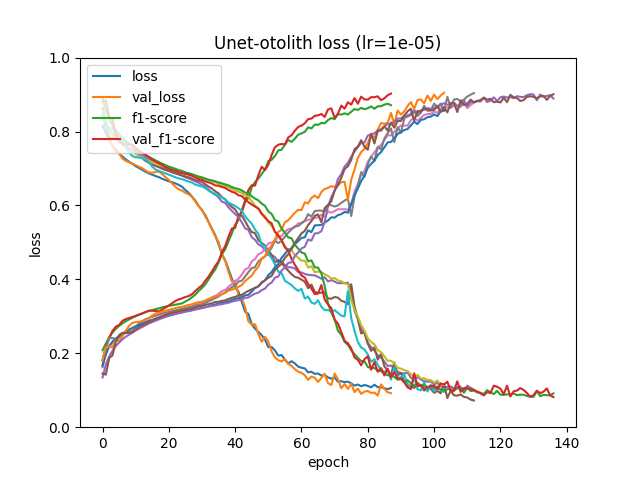 Unet-otolith loss (lr=1e-05)
loss
val_loss
f1-score
val_f1-score
1.0
0.8
0.6
0.4
0.2
0.0
loss
0 20 40 60 80 100 120 140
epoch